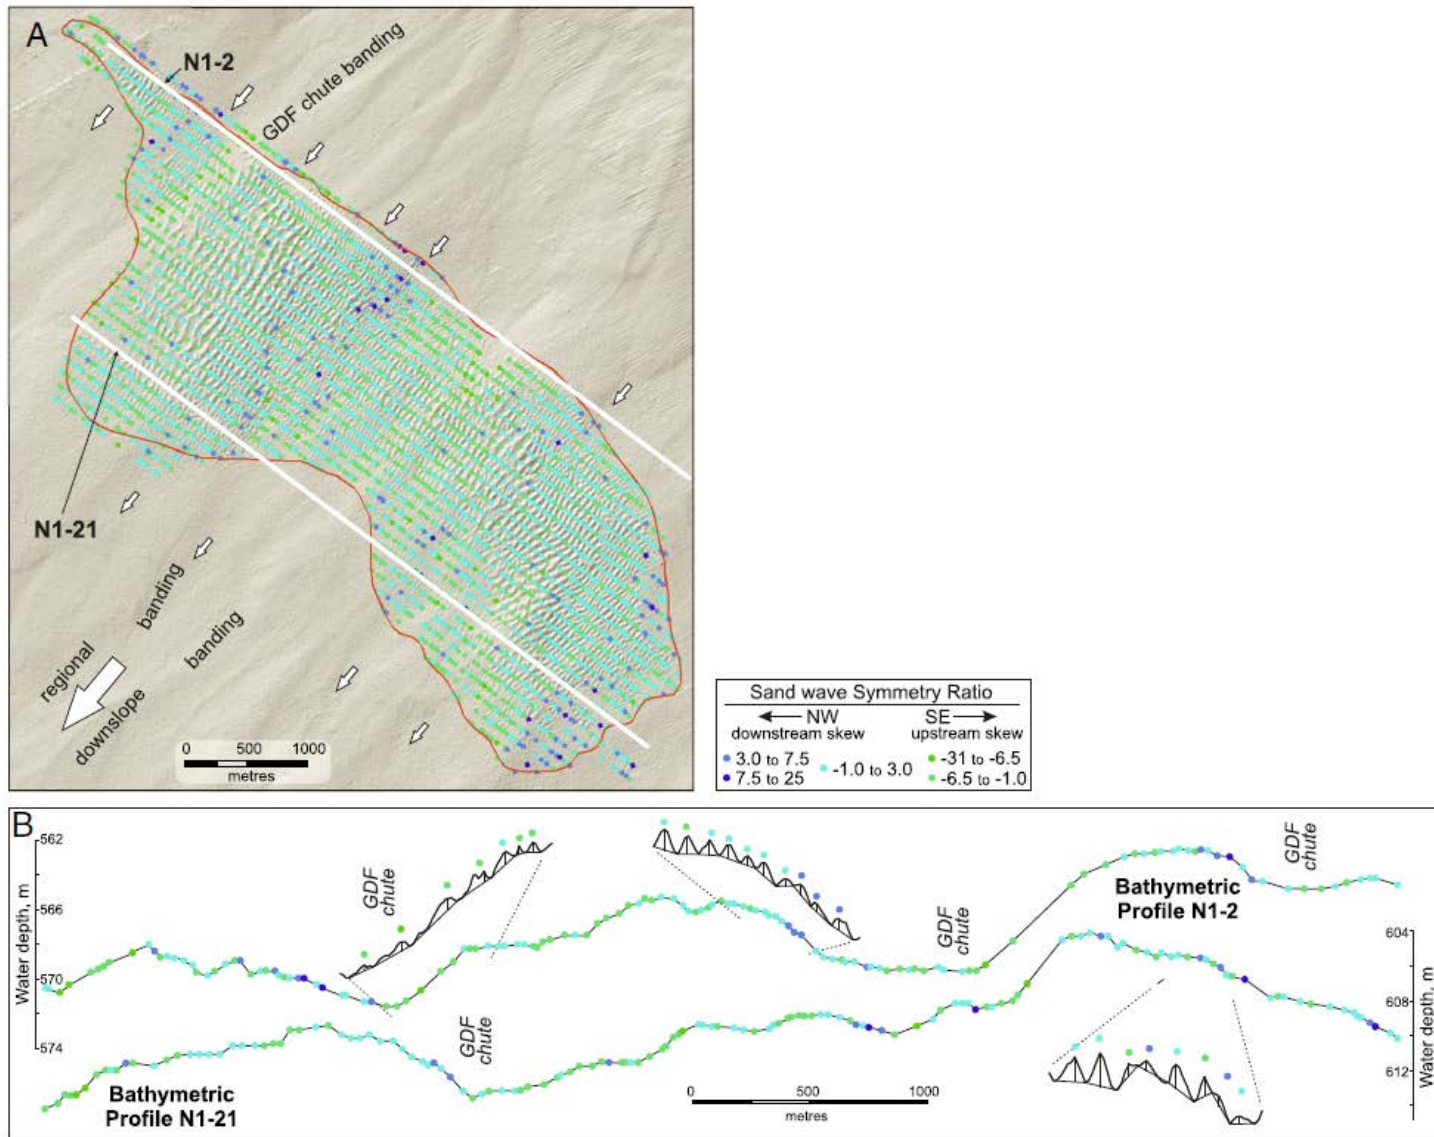 A
N1-2
GDF chute banding
N1-21
banding
banding
regional
downslope
0 500 1000
metres
Sand wave Symmetry Ratio
NW SE
downstream skew upstream skew
3.0 to 7.5 -1.0 to 3.0 -31 to -6.5
7.5 to 25 -6.5 to -1.0
B
562
566
570
574
Water depth, m
GDF
chute
GDF
chute
GDF
chute
GDF
chute
Bathymetric
Profile N1-2
Bathymetric
Profile N1-21
0 500 1000
metres
604
608
612
Water depth, m